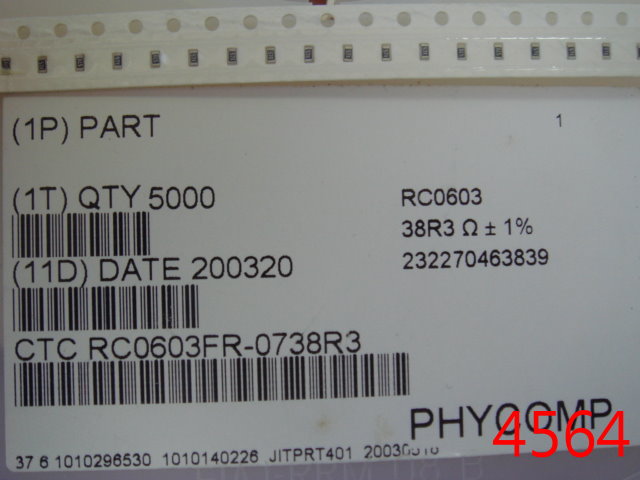 (1P) PART
1
(1T) QTY 5000
RC0603
38R3 Ω ± 1%
(11D) DATE 200320
232270463839
CTC RC0603FR-0738R3
PHYCOMP
4564
37 6 1010296530 1010140226 JITPRT401